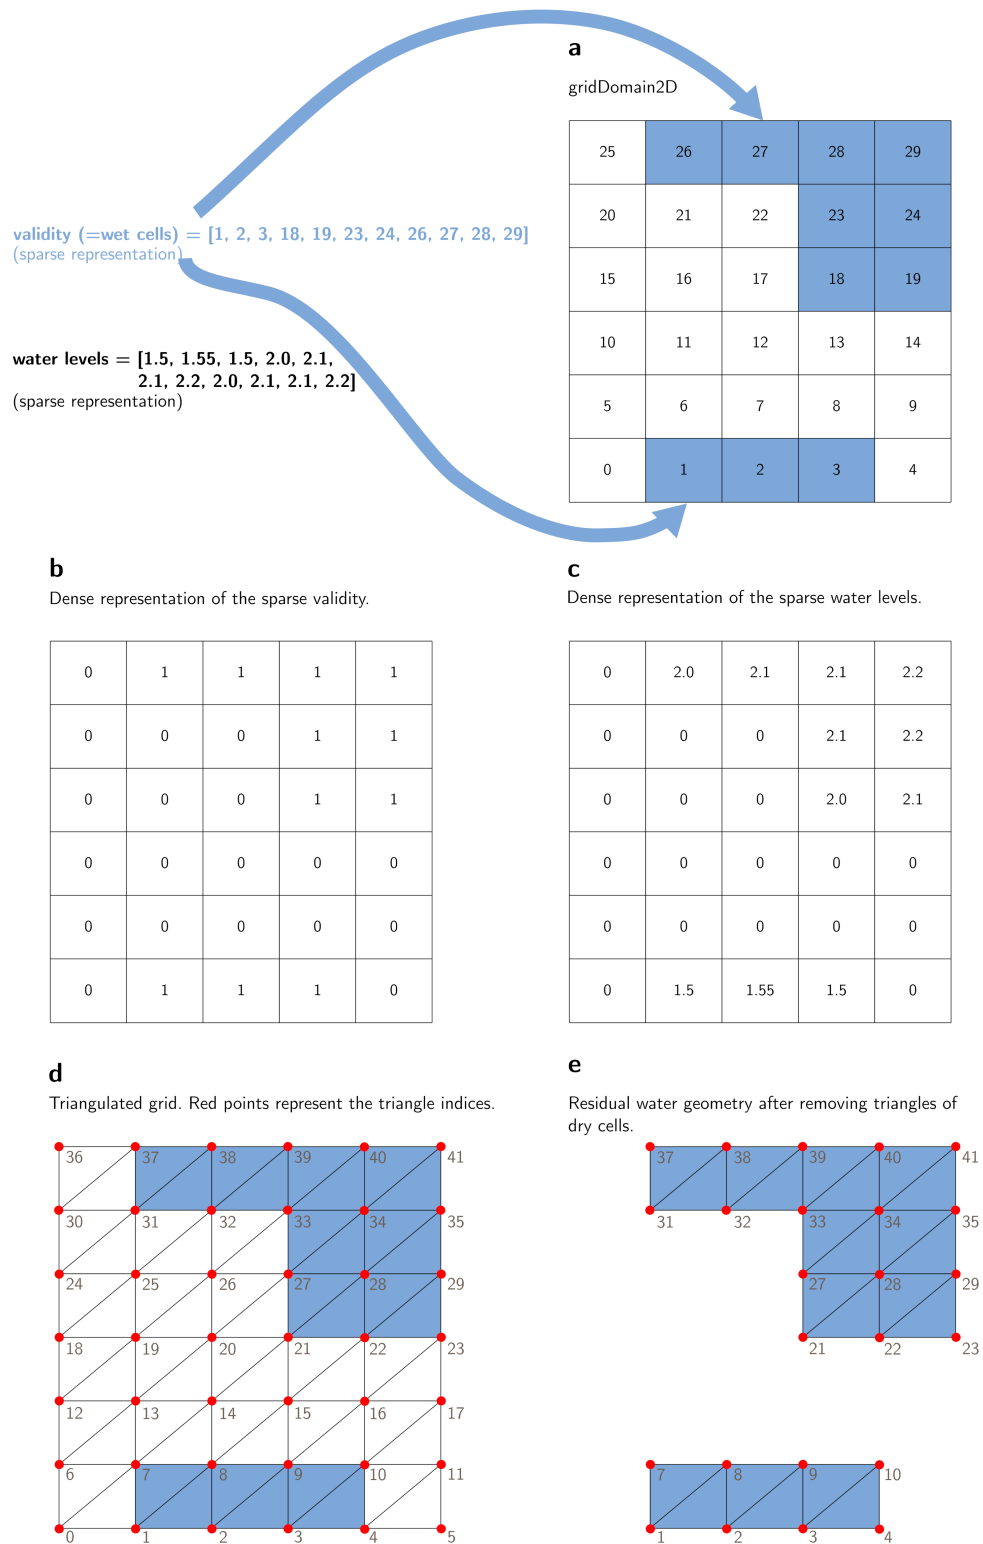 a
gridDomain2D
25 26 27 28 29
20 21 22 23 24
15 16 17 18 19
10 11 12 13 14
5 6 7 8 9
0 1 2 3 4
validity (=wet cells) = [1, 2, 3, 18, 19, 23, 24, 26, 27, 28, 29]
(sparse representation)
water levels = [1.5, 1.55, 1.5, 2.0, 2.1,
2.1, 2.2, 2.0, 2.1, 2.1, 2.2]
(sparse representation)
b
Dense representation of the sparse validity.
0 1 1 1 1
0 0 0 1 1
0 0 0 1 1
0 0 0 0 0
0 0 0 0 0
0 1 1 1 0
c
Dense representation of the sparse water levels.
0 2.0 2.1 2.1 2.2
0 0 0 2.1 2.2
0 0 0 2.0 2.1
0 0 0 0 0
0 0 0 0 0
0 1.5 1.55 1.5 0
d
Triangulated grid. Red points represent the triangle indices.
36 37 38 39 40 41
30 31 32 33 34 35
24 25 26 27 28 29
18 19 20 21 22 23
12 13 14 15 16 17
6 7 8 9 10 11
0 1 2 3 4 5
e
Residual water geometry after removing triangles of
dry cells.
37 38 39 40 41
31 32 33 34 35
27 28 29
21 22 23
7 8 9 10
1 2 3 4